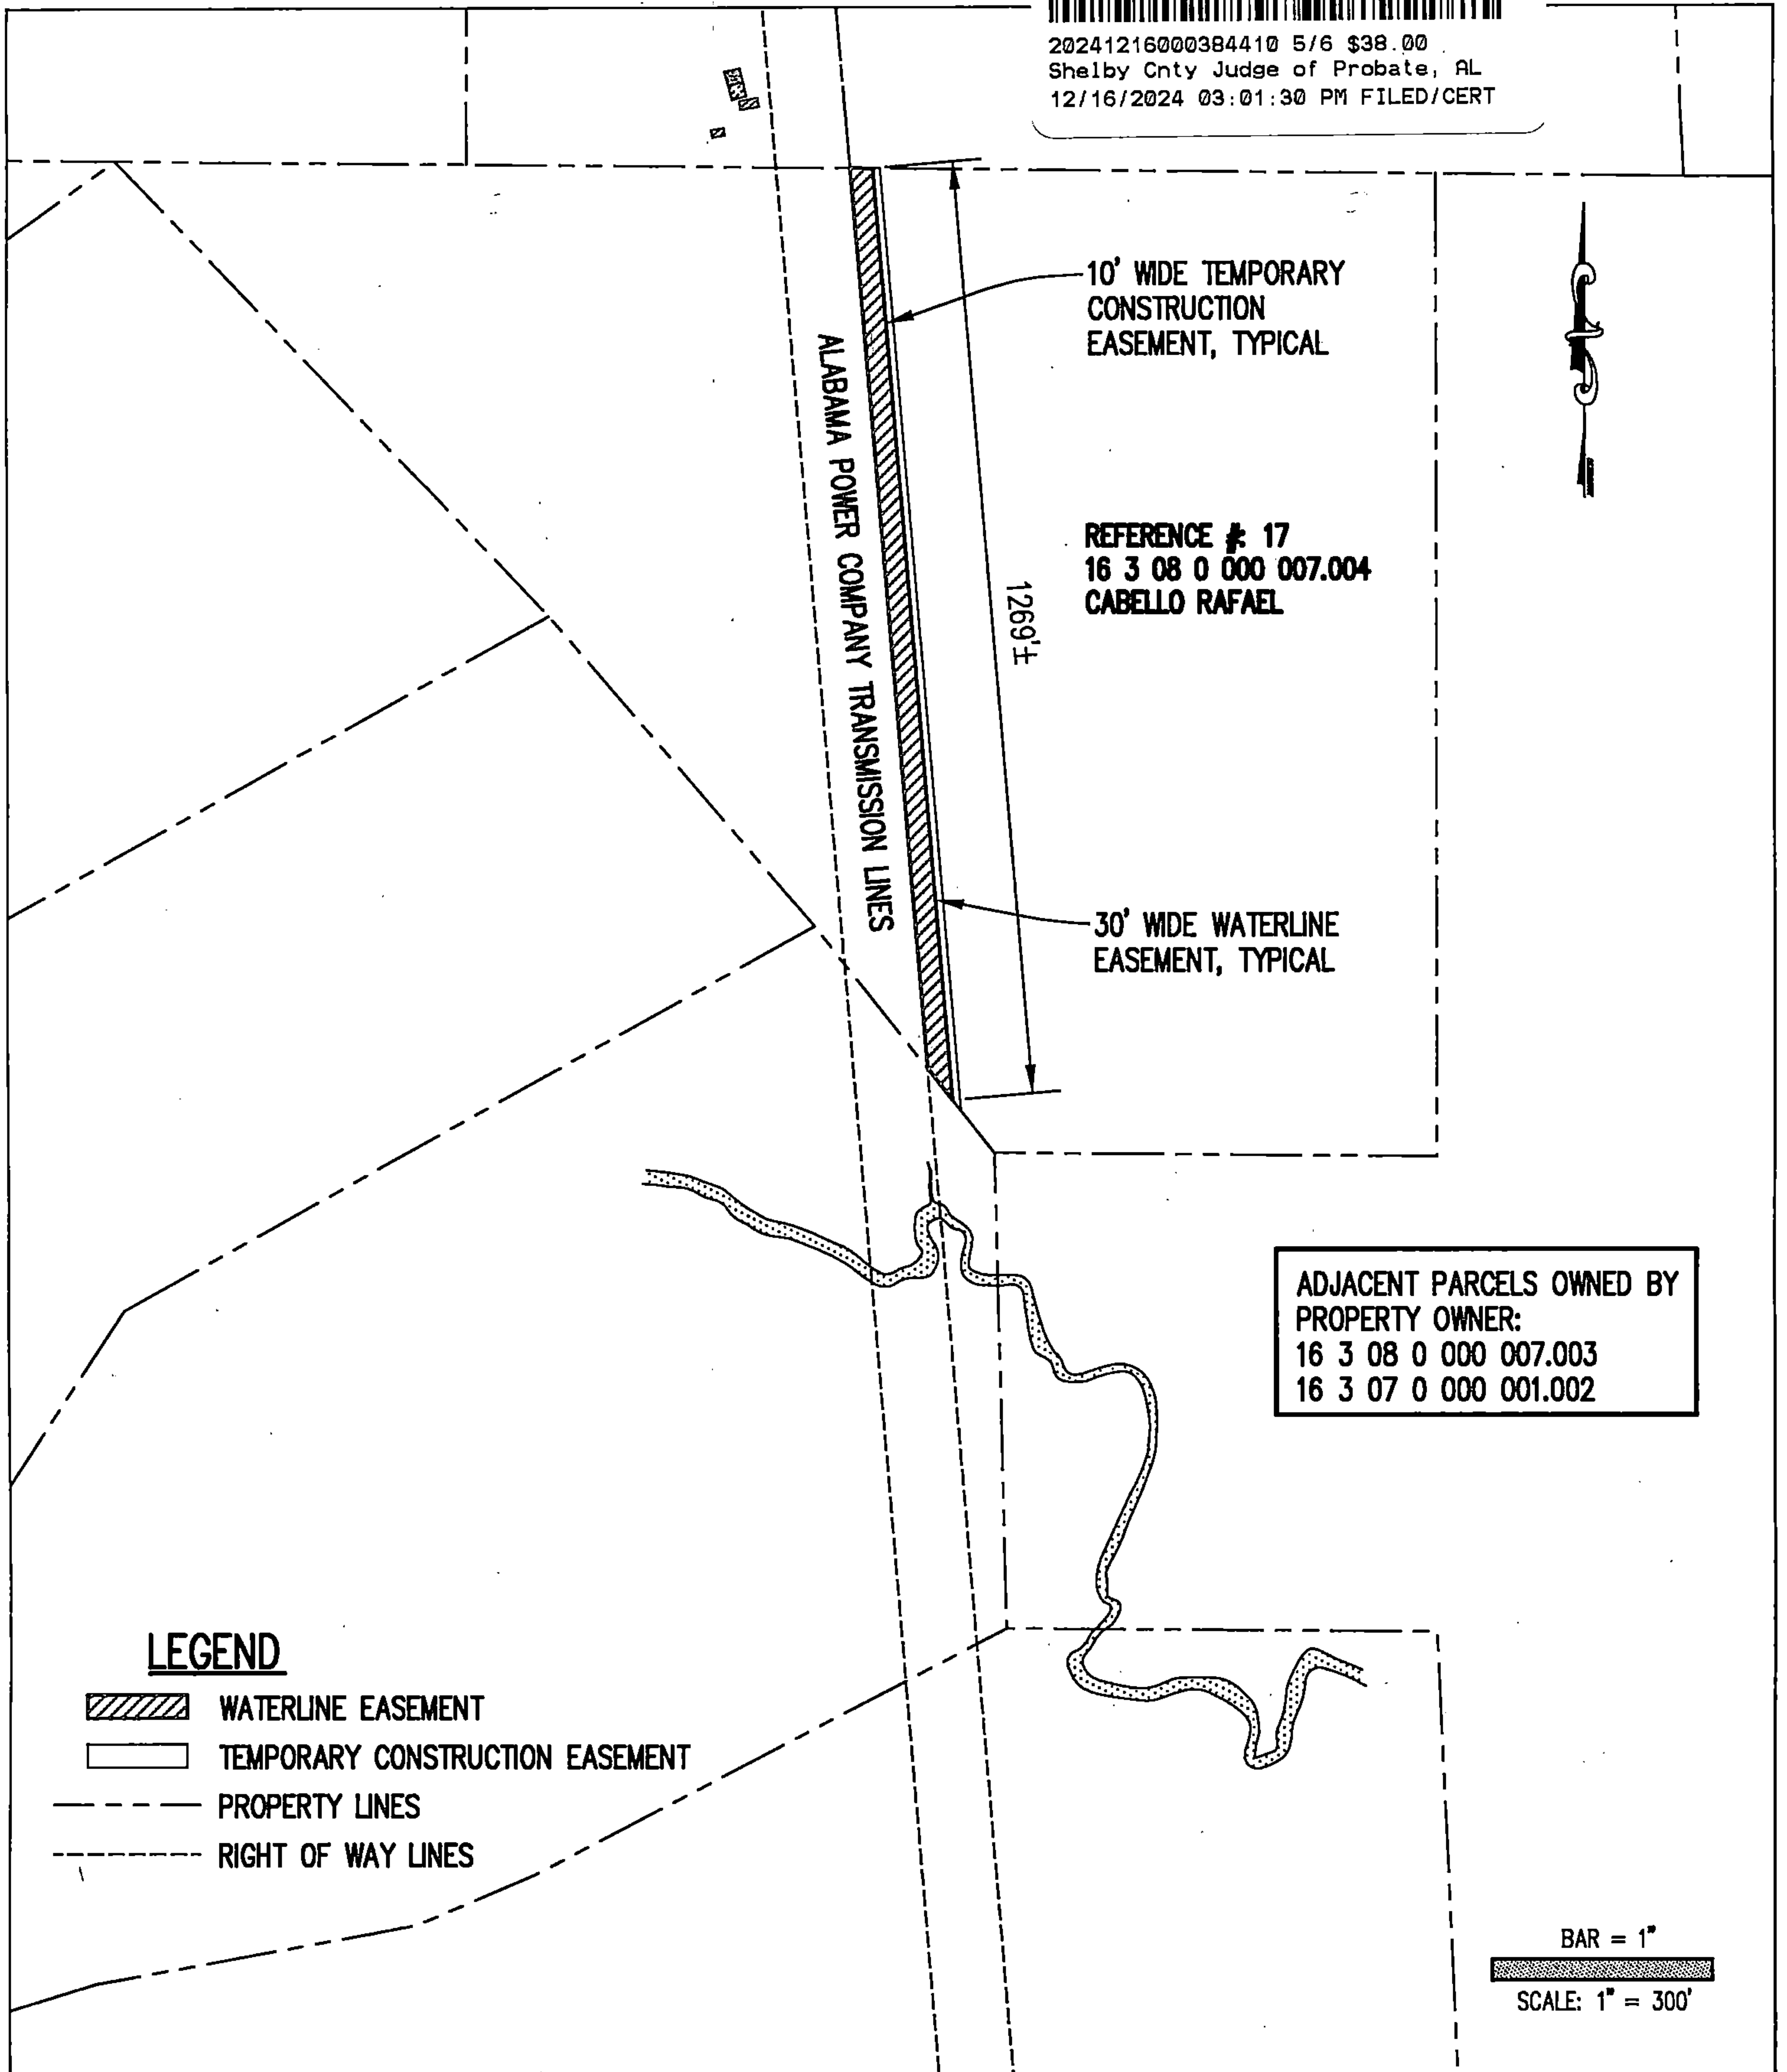 20241216000384410 5/6 $38.00
Shelby Cnty Judge of Probate, AL
12/16/2024 03:01:30 PM FILED/CERT
10' WIDE TEMPORARY
CONSTRUCTION
EASEMENT, TYPICAL
ALABAMA POWER COMPANY TRANSMISSION LINES
1269'±
REFERENCE #: 17
16 3 08 0 000 007.004
CABELLO RAFAEL
30' WIDE WATERLINE
EASEMENT, TYPICAL
ADJACENT PARCELS OWNED BY
PROPERTY OWNER:
16 3 08 0 000 007.003
16 3 07 0 000 001.002
LEGEND
WATERLINE EASEMENT
TEMPORARY CONSTRUCTION EASEMENT
PROPERTY LINES
RIGHT OF WAY LINES
BAR = 1"
SCALE: 1" = 300'